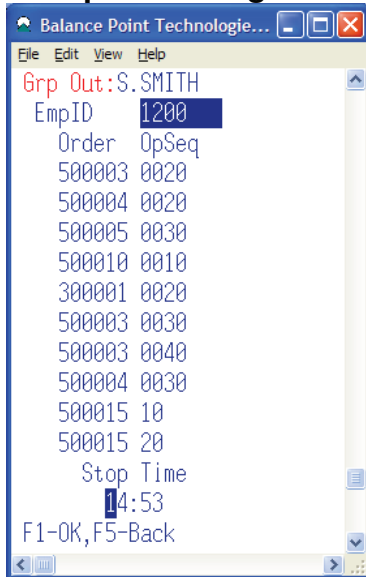 Balance Point Technologie...
File Edit View Help
Grp Out:S.SMITH
EmpID 1200
Order OpSeq
500003 0020
500004 0020
500005 0030
500010 0010
300001 0020
500003 0030
500003 0040
500004 0030
500015 10
500015 20
Stop Time
14:53
F1-OK,F5-Back